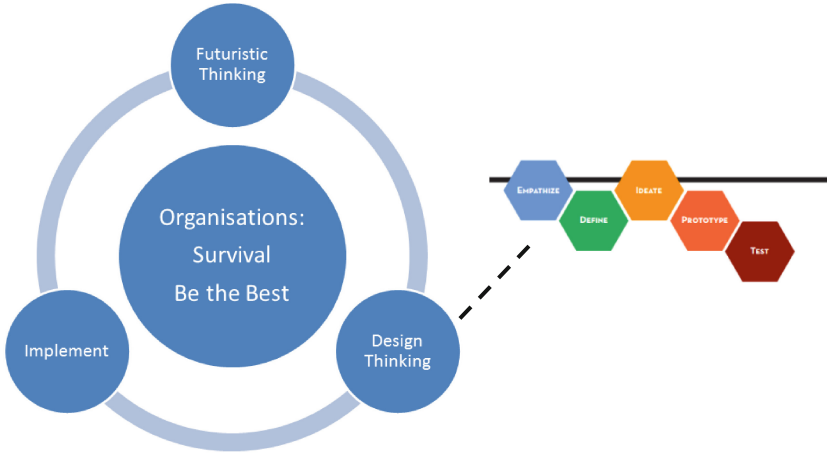 Futuristic
Thinking
Organisations:
Survival
Be the Best
Implement
Design
Thinking
EMPATHIZE
DEFINE
IDEATE
PROTOTYPE
TEST